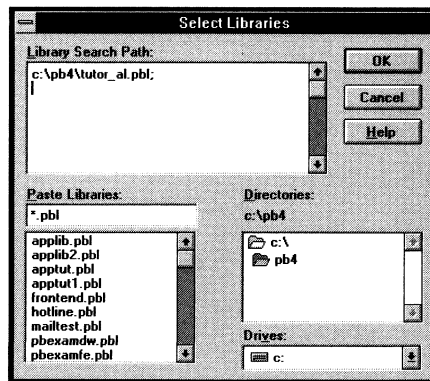 Select Libraries
Library Search Path:
c:\pb4\tutor_al.pbl;
OK
Cancel
Help
Paste Libraries:
*.pbl
applib.pbl
applib2.pbl
apptut.pbl
apptut1.pbl
frontend.pbl
hotline.pbl
mailtest.pbl
pbexamdw.pbl
pbexamfe.pbl
Directories:
c:\pb4
c:\
pb4
Drives:
c: